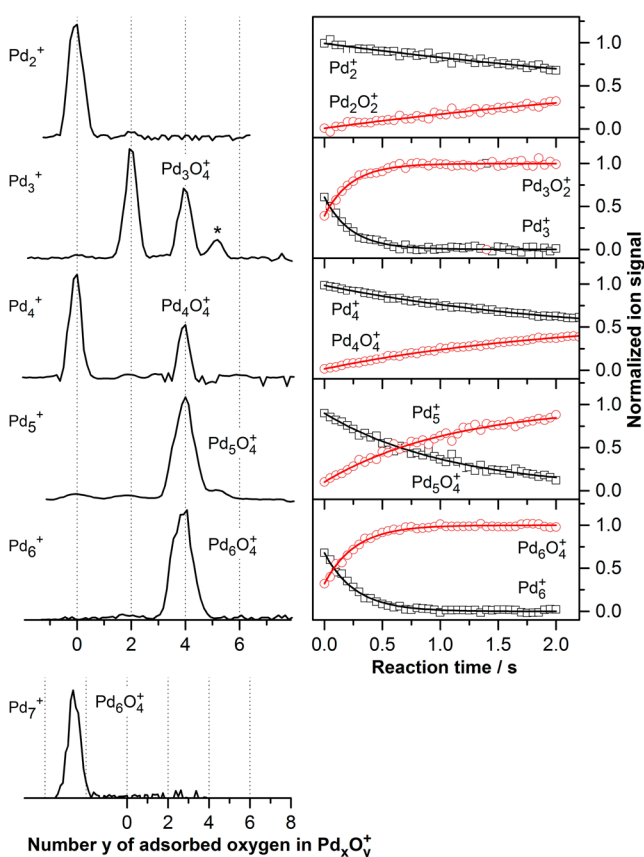 Pd₂⁺
Pd₃⁺
Pd₃O₄⁺
*
Pd₄⁺
Pd₄O₄⁺
Pd₅⁺
Pd₅O₄⁺
Pd₆⁺
Pd₆O₄⁺
0 2 4 6
Pd₇⁺
Pd₆O₄⁺
0 2 4 6 8
Number y of adsorbed oxygen in PdₓOᵧ⁺
Pd₂⁺
Pd₂O₂⁺
1.0
0.5
0.0
Pd₃O₂⁺
Pd₃⁺
1.0
0.5
0.0
Pd₄⁺
Pd₄O₄⁺
1.0
0.5
0.0
Pd₅⁺
Pd₅O₄⁺
1.0
0.5
0.0
Pd₆O₄⁺
Pd₆⁺
1.0
0.5
0.0
0.0 0.5 1.0 1.5 2.0
Reaction time / s
Normalized ion signal